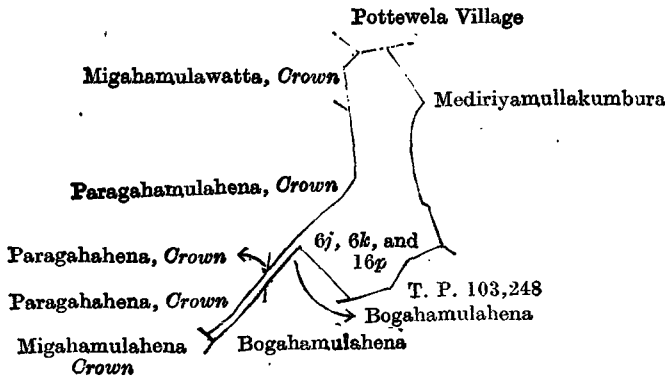 Pottewela Village
Migahamulawatta, Crown
Mediriyamullakumbura
Paragahamulahena, Crown
6j, 6k, and
16p
Paragahahena, Crown
T. P. 103,248
Paragahahena, Crown
Bogahamulahena
Migahamulahena
Crown
Bogahamulahena